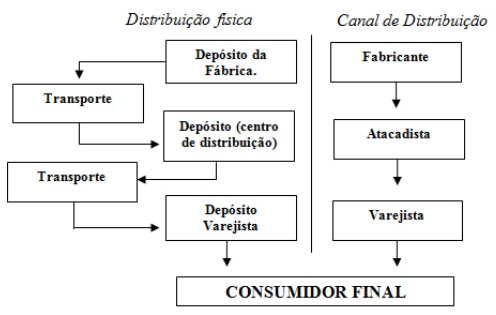 Distribuição física
Canal de Distribuição
Depósito da
Fábrica.
Fabricante
Transporte
Depósito (centro
de distribuição)
Atacadista
Transporte
Depósito
Varejista
Varejista
CONSUMIDOR FINAL